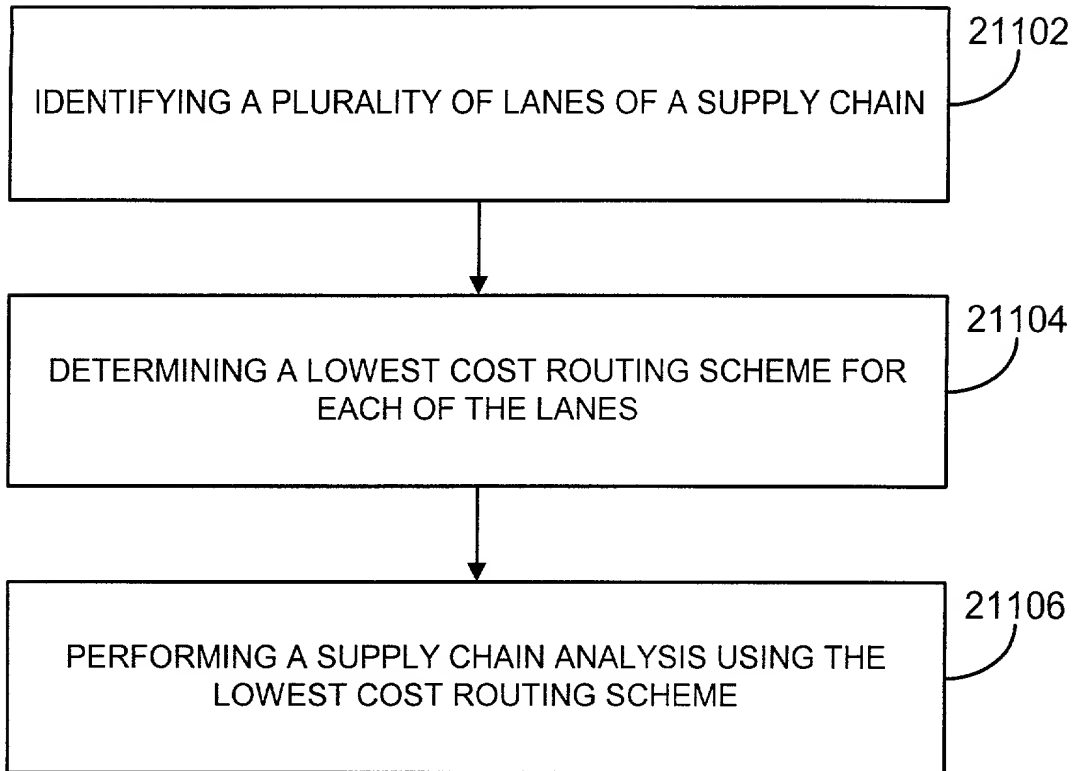 21102
IDENTIFYING A PLURALITY OF LANES OF A SUPPLY CHAIN
21104
DETERMINING A LOWEST COST ROUTING SCHEME FOR
EACH OF THE LANES
21106
PERFORMING A SUPPLY CHAIN ANALYSIS USING THE
LOWEST COST ROUTING SCHEME